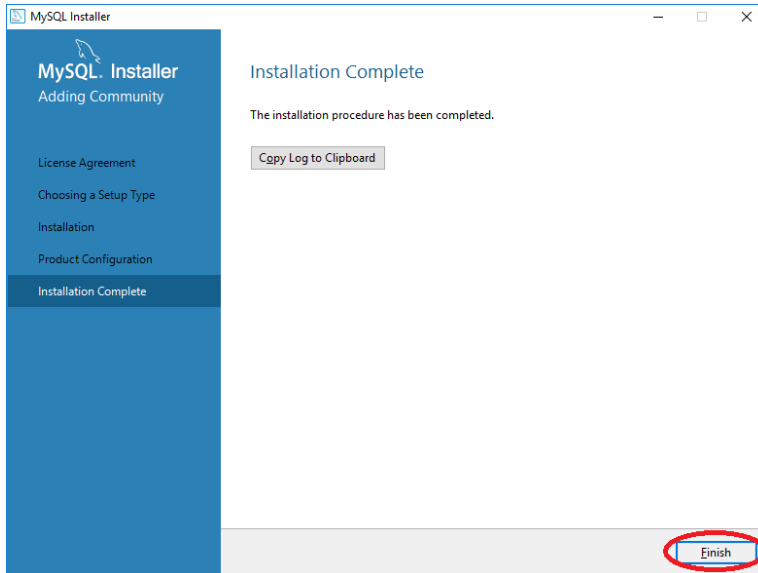 MySQL Installer
MySQL. Installer
Adding Community
License Agreement
Choosing a Setup Type
Installation
Product Configuration
Installation Complete
Installation Complete
The installation procedure has been completed.
Copy Log to Clipboard
Finish